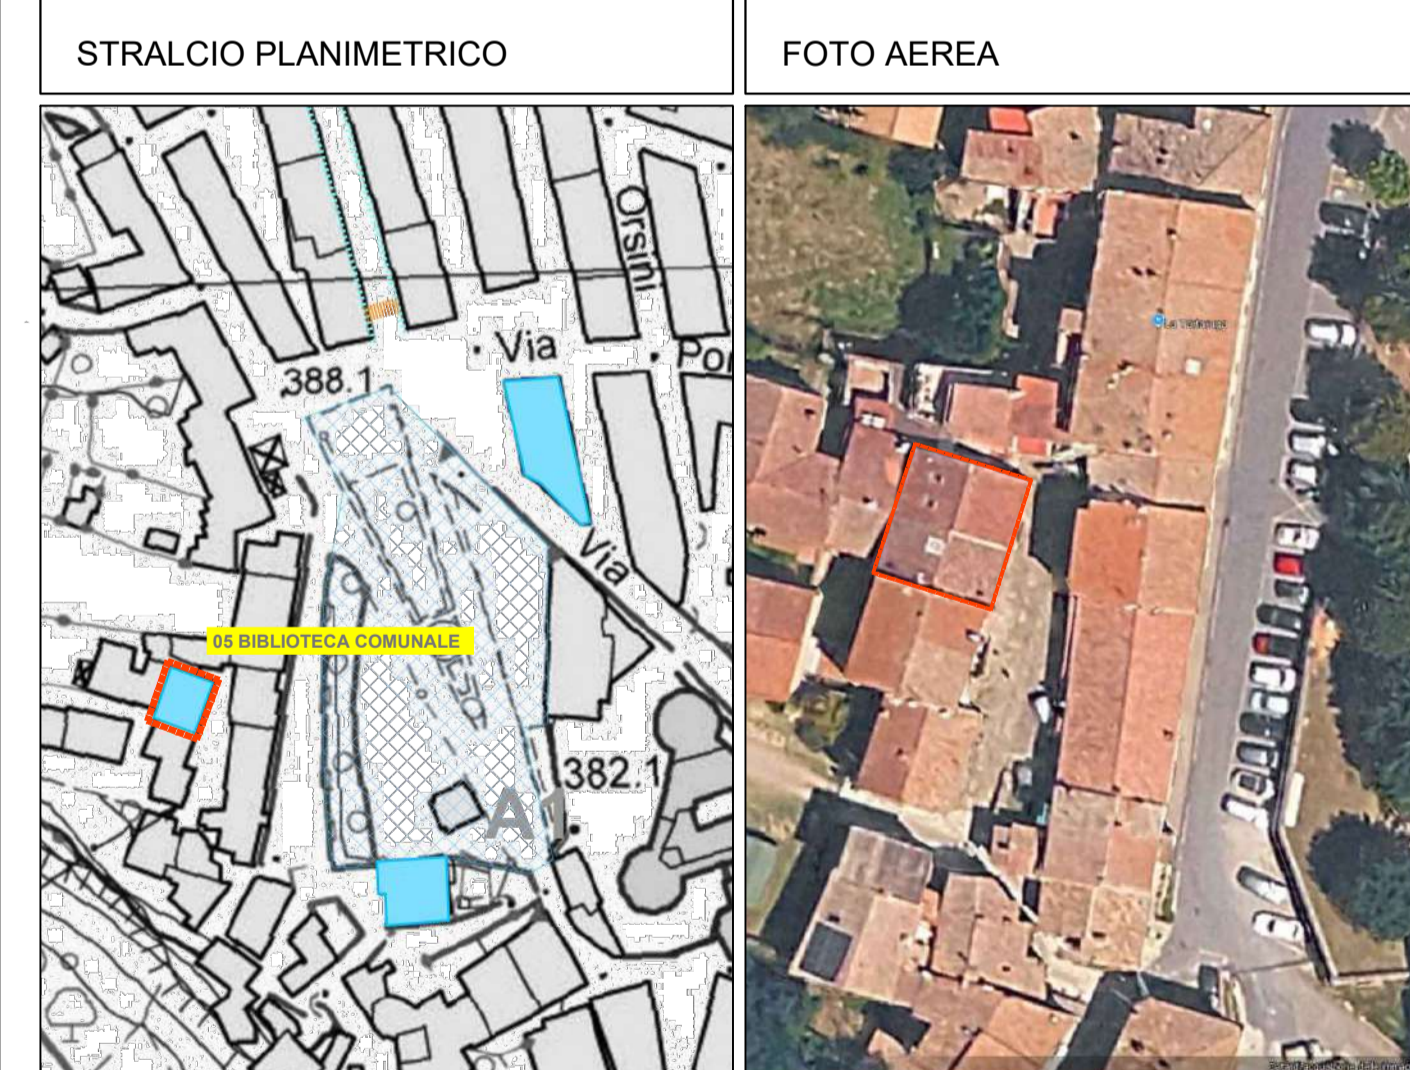 STRALCIO PLANIMETRICO
FOTO AEREA
Orsini
Via
Por
388.1
Via
05 BIBLIOTECA COMUNALE
382.1
A1